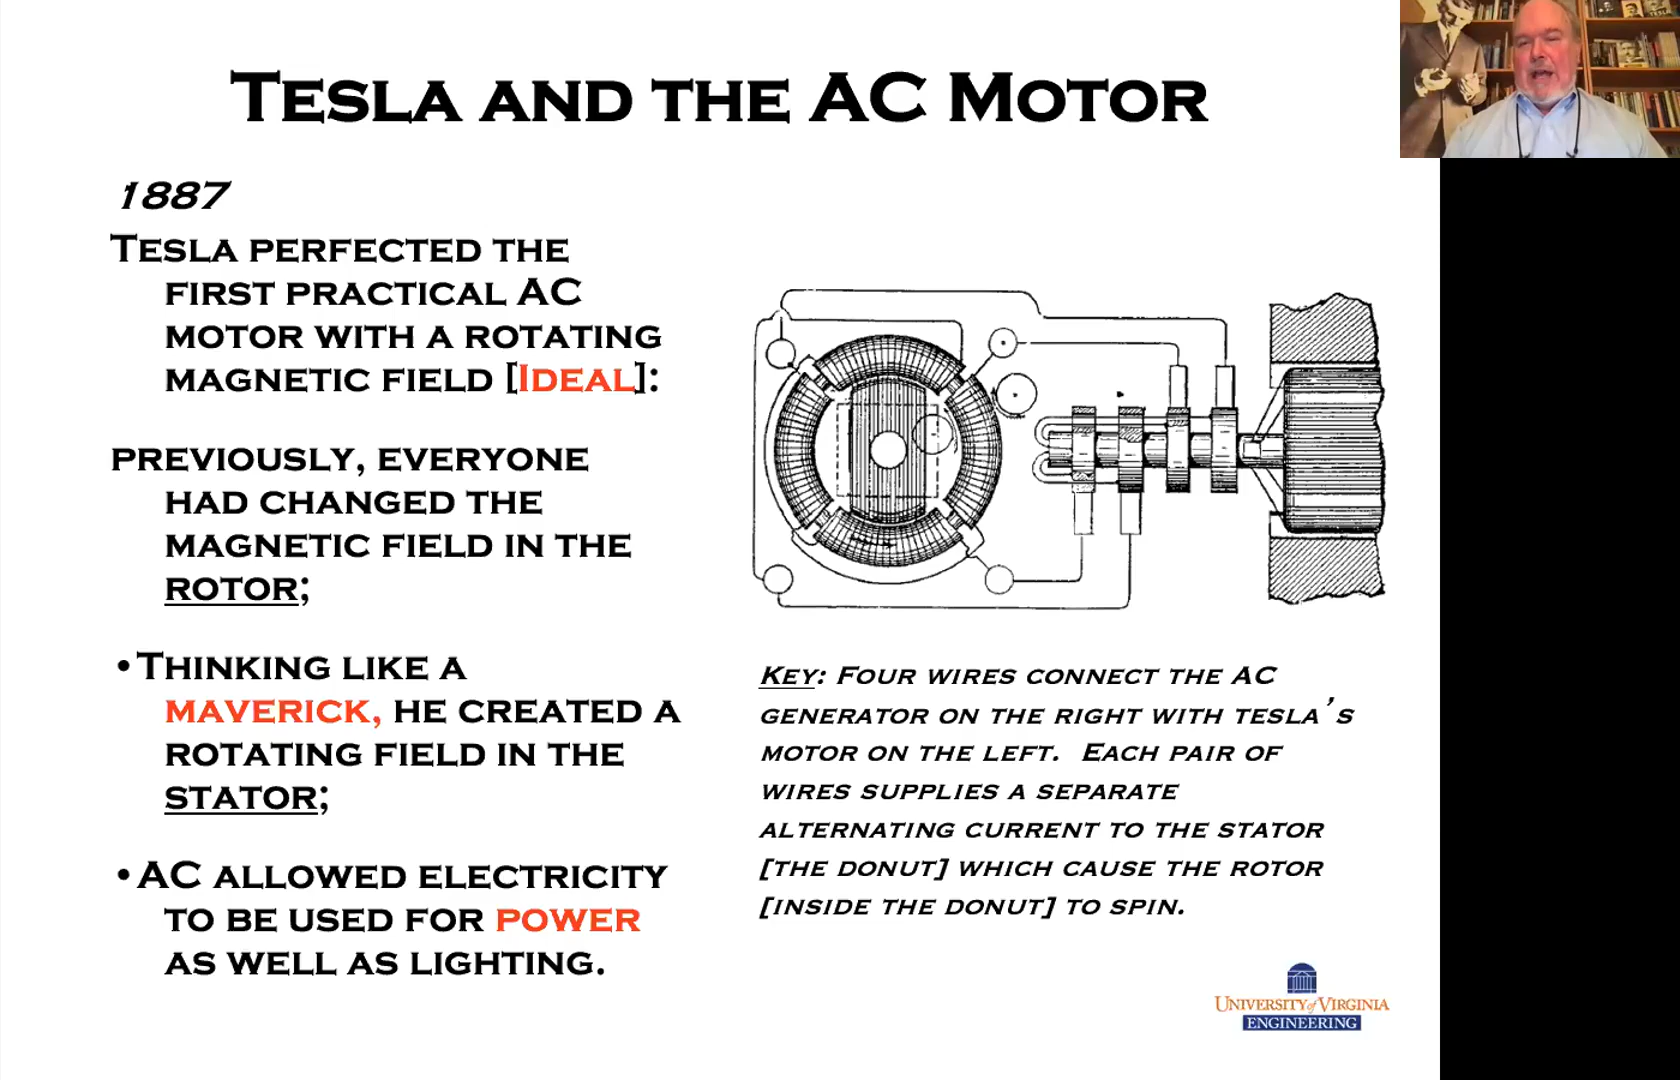 TESLA AND THE AC MOTOR
1887
TESLA PERFECTED THE
FIRST PRACTICAL AC
MOTOR WITH A ROTATING
MAGNETIC FIELD [IDEAL]:
PREVIOUSLY, EVERYONE
HAD CHANGED THE
MAGNETIC FIELD IN THE
ROTOR;
•THINKING LIKE A
MAVERICK, HE CREATED A
ROTATING FIELD IN THE
STATOR;
•AC ALLOWED ELECTRICITY
TO BE USED FOR POWER
AS WELL AS LIGHTING.
KEY: FOUR WIRES CONNECT THE AC
GENERATOR ON THE RIGHT WITH TESLA'S
MOTOR ON THE LEFT. EACH PAIR OF
WIRES SUPPLIES A SEPARATE
ALTERNATING CURRENT TO THE STATOR
[THE DONUT] WHICH CAUSE THE ROTOR
[INSIDE THE DONUT] TO SPIN.
UNIVERSITY of VIRGINIA
ENGINEERING
TESLA